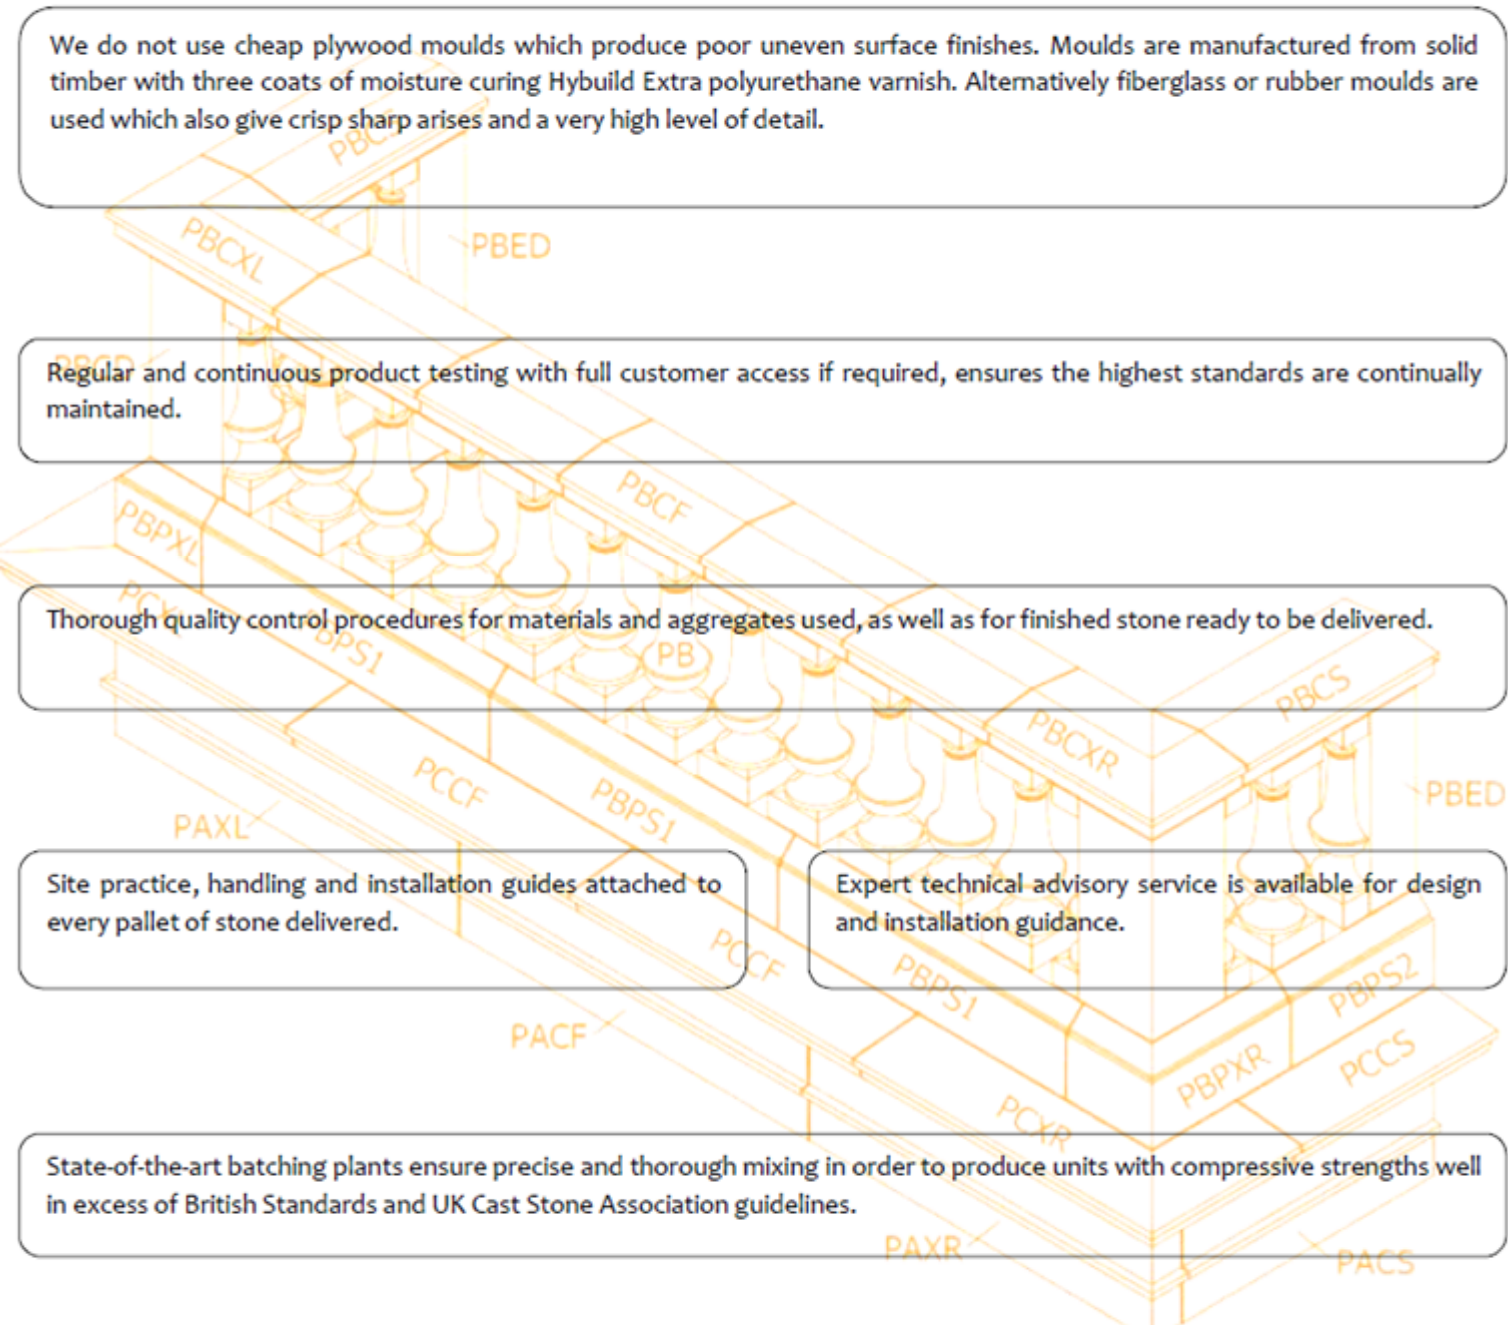 We do not use cheap plywood moulds which produce poor uneven surface finishes. Moulds are manufactured from solid
timber with three coats of moisture curing Hybuild Extra polyurethane varnish. Alternatively fiberglass or rubber moulds are
used which also give crisp sharp arises and a very high level of detail.
PBCXL
PBED
Regular and continuous product testing with full customer access if required, ensures the highest standards are continually
maintained.
PBCF
PBPXL
Thorough quality control procedures for materials and aggregates used, as well as for finished stone ready to be delivered.
PBPS1
PB
PBCS
PBCXR
PCCF
PBPS1
PBED
PAXL
Site practice, handling and installation guides attached to
every pallet of stone delivered.
Expert technical advisory service is available for design
and installation guidance.
PCCF
PBPS1
PBPS2
PACF
PBPXR
PCCS
PCXR
State-of-the-art batching plants ensure precise and thorough mixing in order to produce units with compressive strengths well
in excess of British Standards and UK Cast Stone Association guidelines.
PAXR
PACS